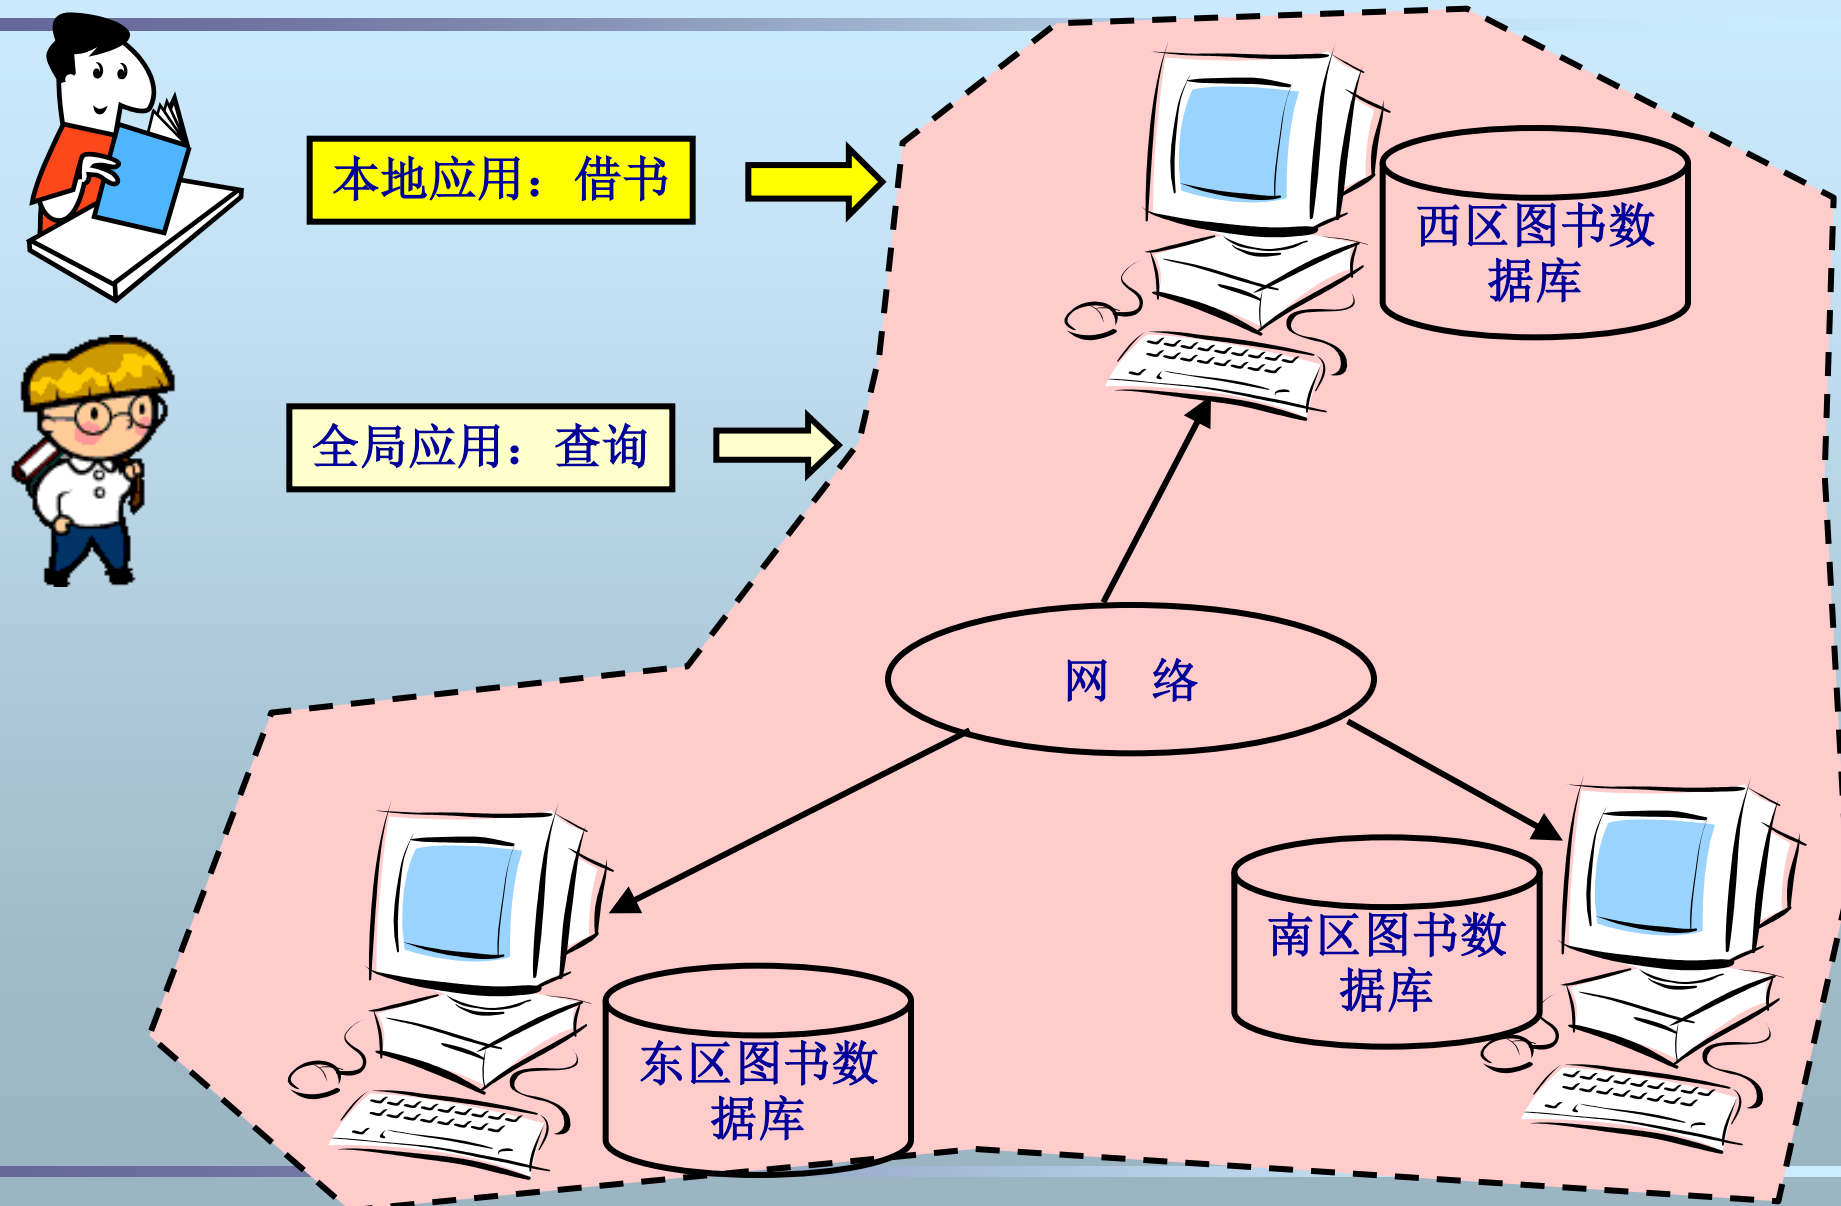 本地应用：借书
西区图书数
据库
全局应用：查询
网 络
南区图书数
据库
东区图书数
据库